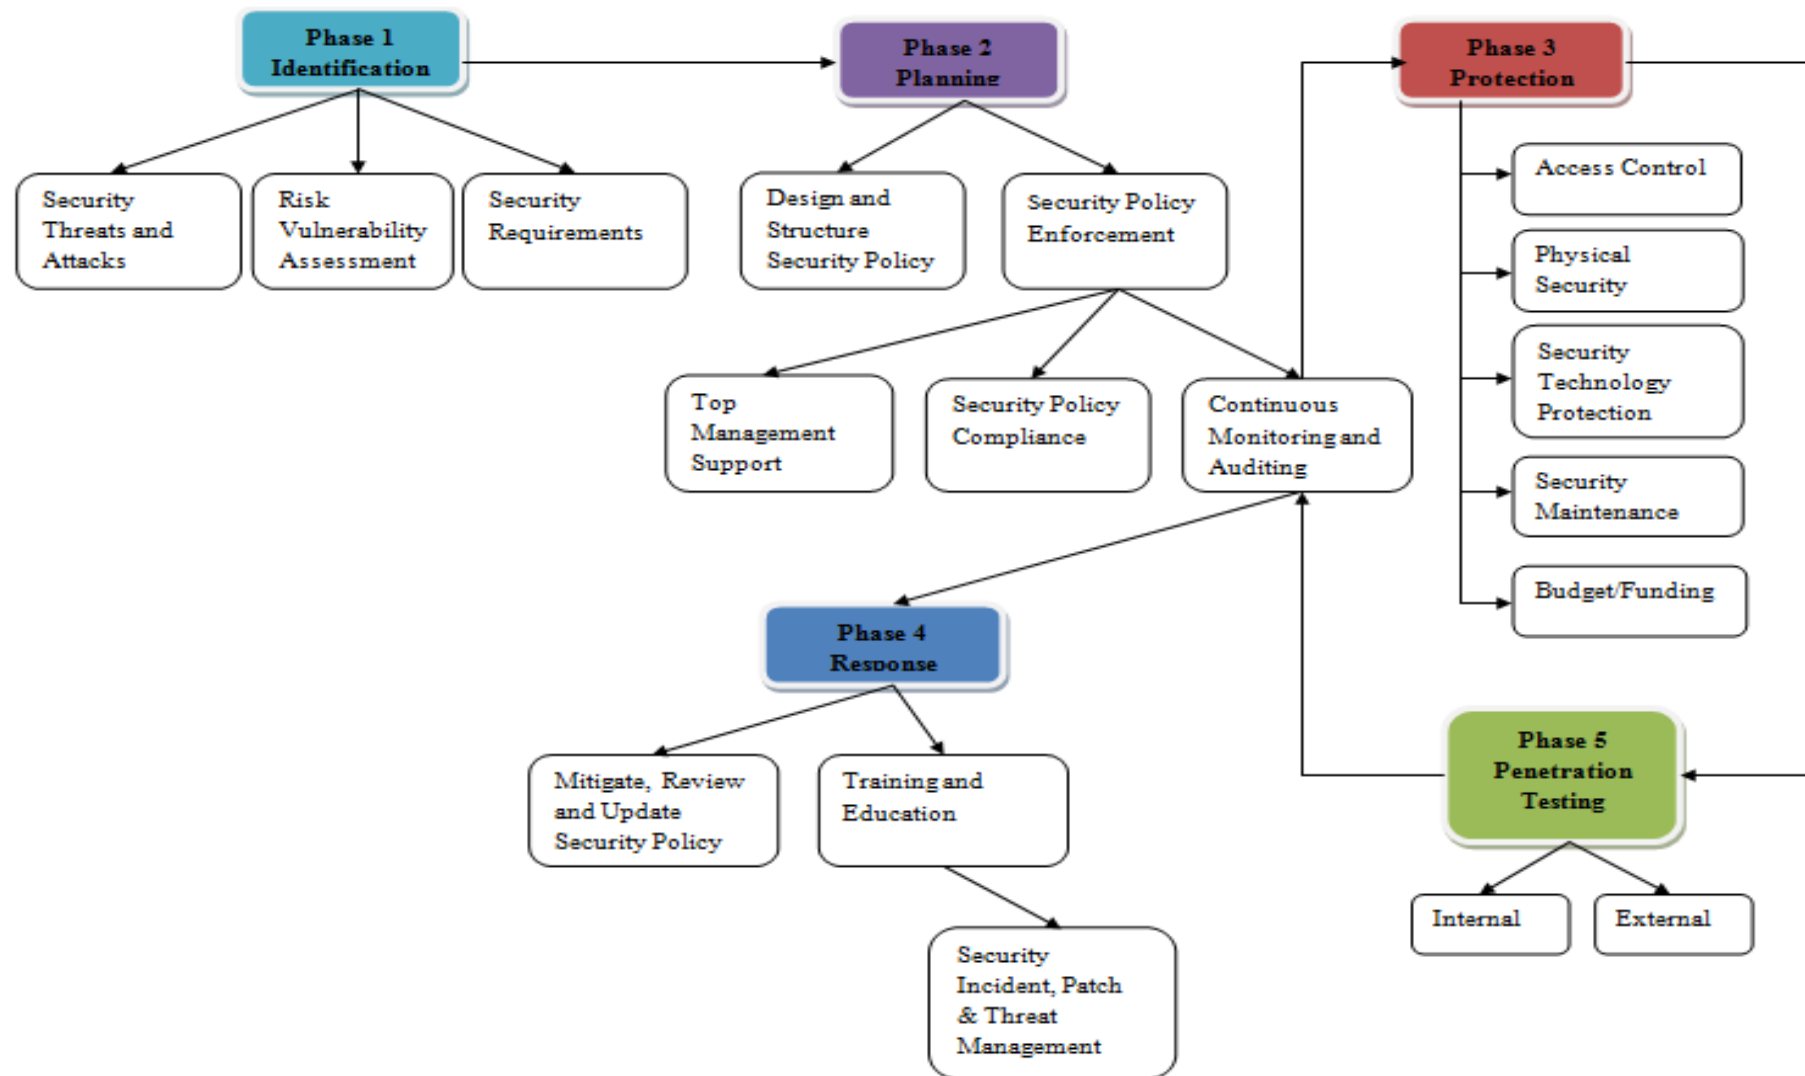 Phase 1
Identification
Phase 2
Planning
Phase 3
Protection
Security
Threats and
Attacks
Risk
Vulnerability
Assessment
Security
Requirements
Design and
Structure
Security Policy
Security Policy
Enforcement
Access Control
Physical
Security
Security
Technology
Protection
Security
Maintenance
Budget/Funding
Top
Management
Support
Security Policy
Compliance
Continuous
Monitoring and
Auditing
Phase 4
Response
Mitigate, Review
and Update
Security Policy
Training and
Education
Security
Incident, Patch
& Threat
Management
Phase 5
Penetration
Testing
Internal
External